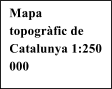 Mapa
topogràfic de
Catalunya 1:250
000